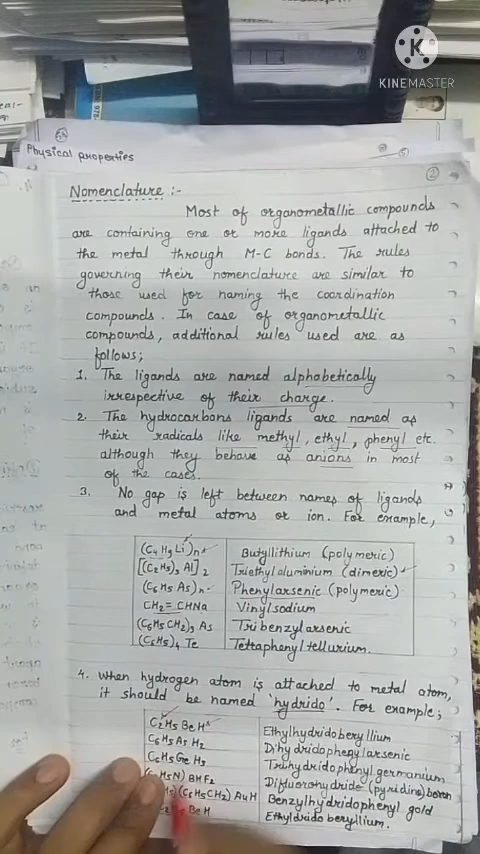 K
KINEMASTER
Physical properties
②
Nomenclature :-
Most of organometallic compounds
are containing one or more ligands attached to
the metal through M-C bonds. The rules
governing their nomenclature are similar to
those used for naming the coordination
compounds. In case of organometallic
compounds, additional rules used are as
follows;
1. The ligands are named alphabetically
irrespective of their charge.
2. The hydrocarbons ligands are named as
their radicals like methyl, ethyl, phenyl etc.
although they behave as anions in most
of the cases.
3. No gap is left between names of ligands
and metal atoms or ion. For example,
(C4H9Li)n Butyllithium (polymeric)
[(C2H5)3Al]2 Triethylaluminium (dimeric)
(C6H5As)n Phenylarsenic (polymeric)
CH2=CHNa Vinylsodium
(C6H5CH2)3As Tribenzylarsenic
(C6H5)4Te Tetraphenyltellurium.
4. When hydrogen atom is attached to metal atom,
it should be named 'hydrido'. For example;
C2H5BeH Ethylhydridoberyllium
C6H5AsH2 Dihydridophenylarsenic
C6H5GeH3 Trihydridophenylgermanium
N) BHF2 Difluorohydride (pyridine) boron
(C6H5CH2) AuH Benzylhydridophenyl gold
BeH Ethyldrido beryllium.